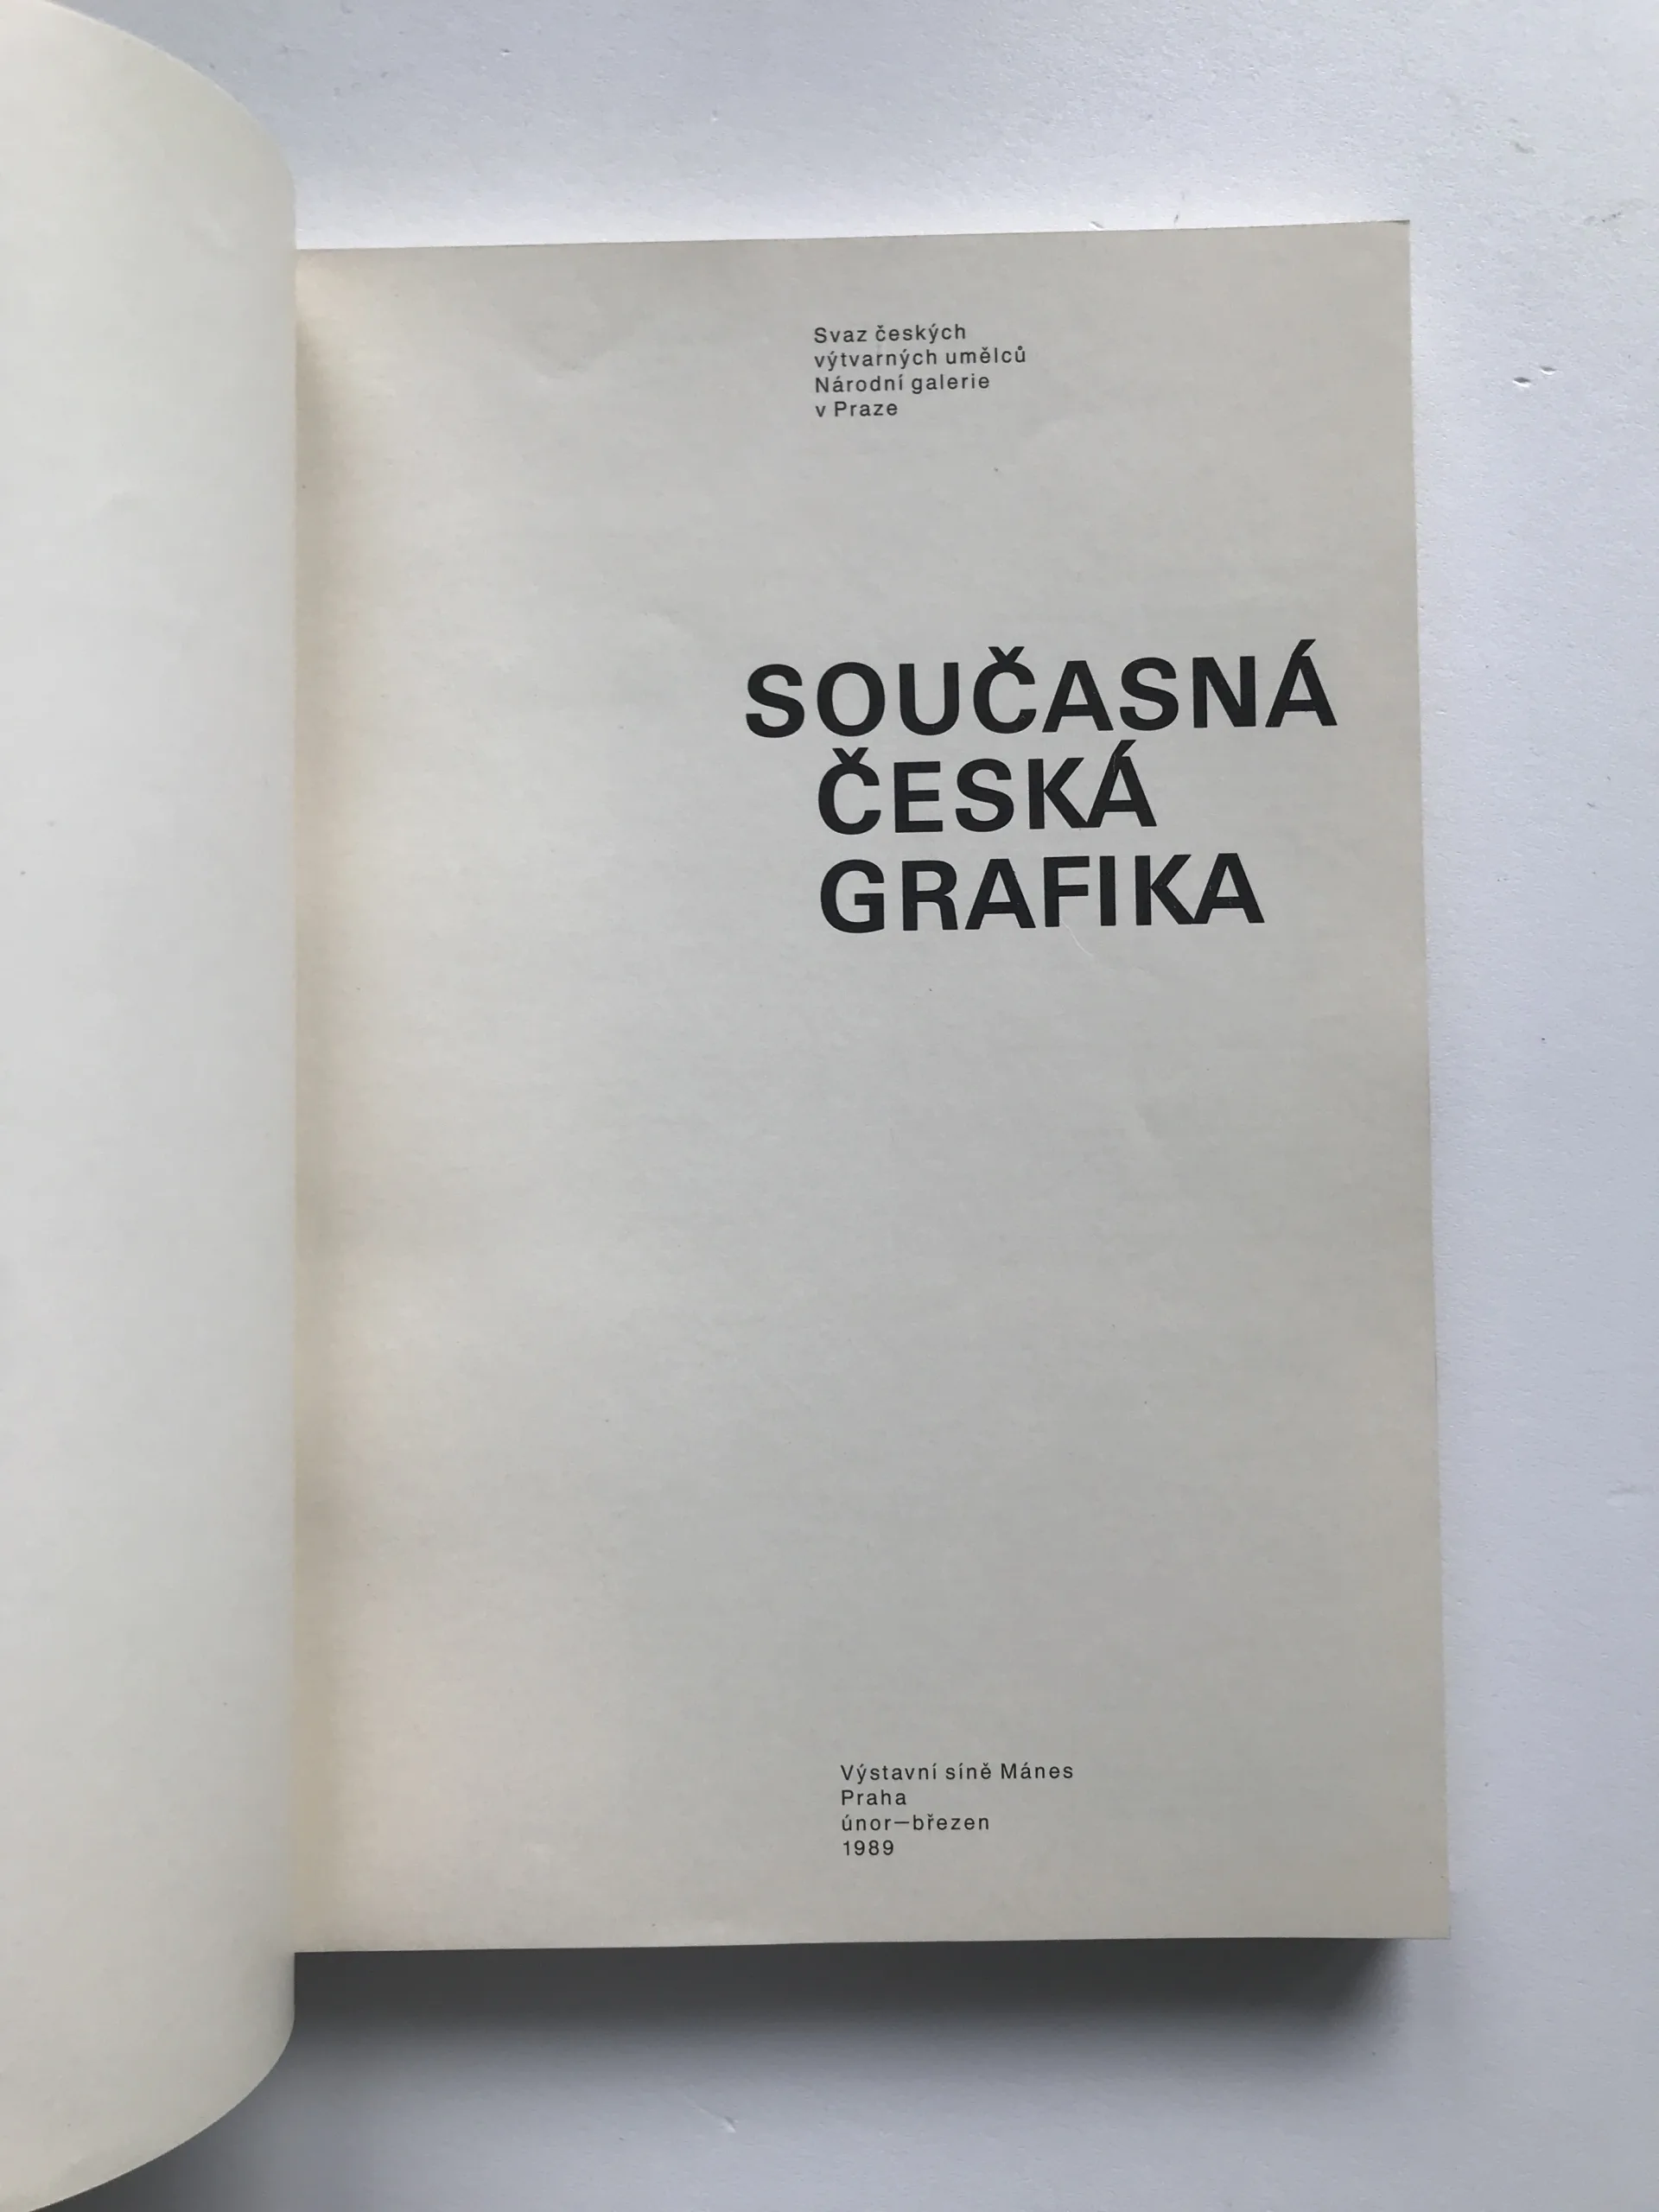 Svaz českých
výtvarných umělců
Národní galerie
v Praze
SOUČASNÁ
ČESKÁ
GRAFIKA
Výstavní síně Mánes
Praha
únor—březen
1989